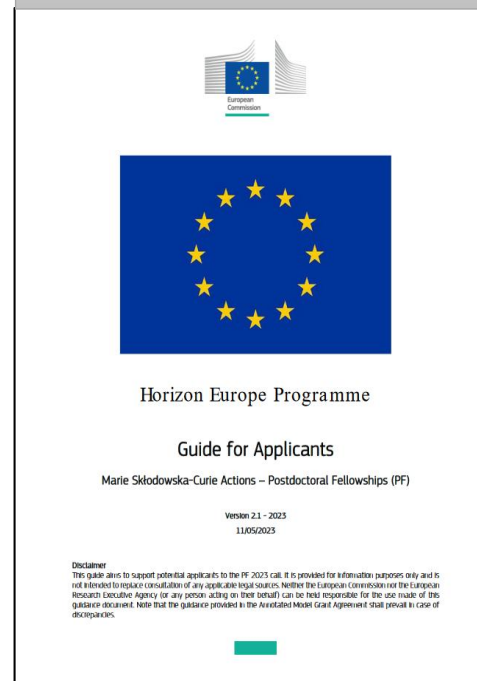 European
Commission
Horizon Europe Programme
Guide for Applicants
Marie Skłodowska-Curie Actions – Postdoctoral Fellowships (PF)
Version 2.1 – 2023
11/05/2023
Disclaimer
This guide aims to support potential applicants to the PF 2023 call. It is provided for information purposes only and is
not intended to replace consultation of any applicable legal sources. Neither the European Commission nor the European
Research Executive Agency (or any person acting on their behalf) can be held responsible for the use made of this
guidance document. Note that the guidance provided in the Annotated Model Grant Agreement shall prevail in case of
discrepancies.